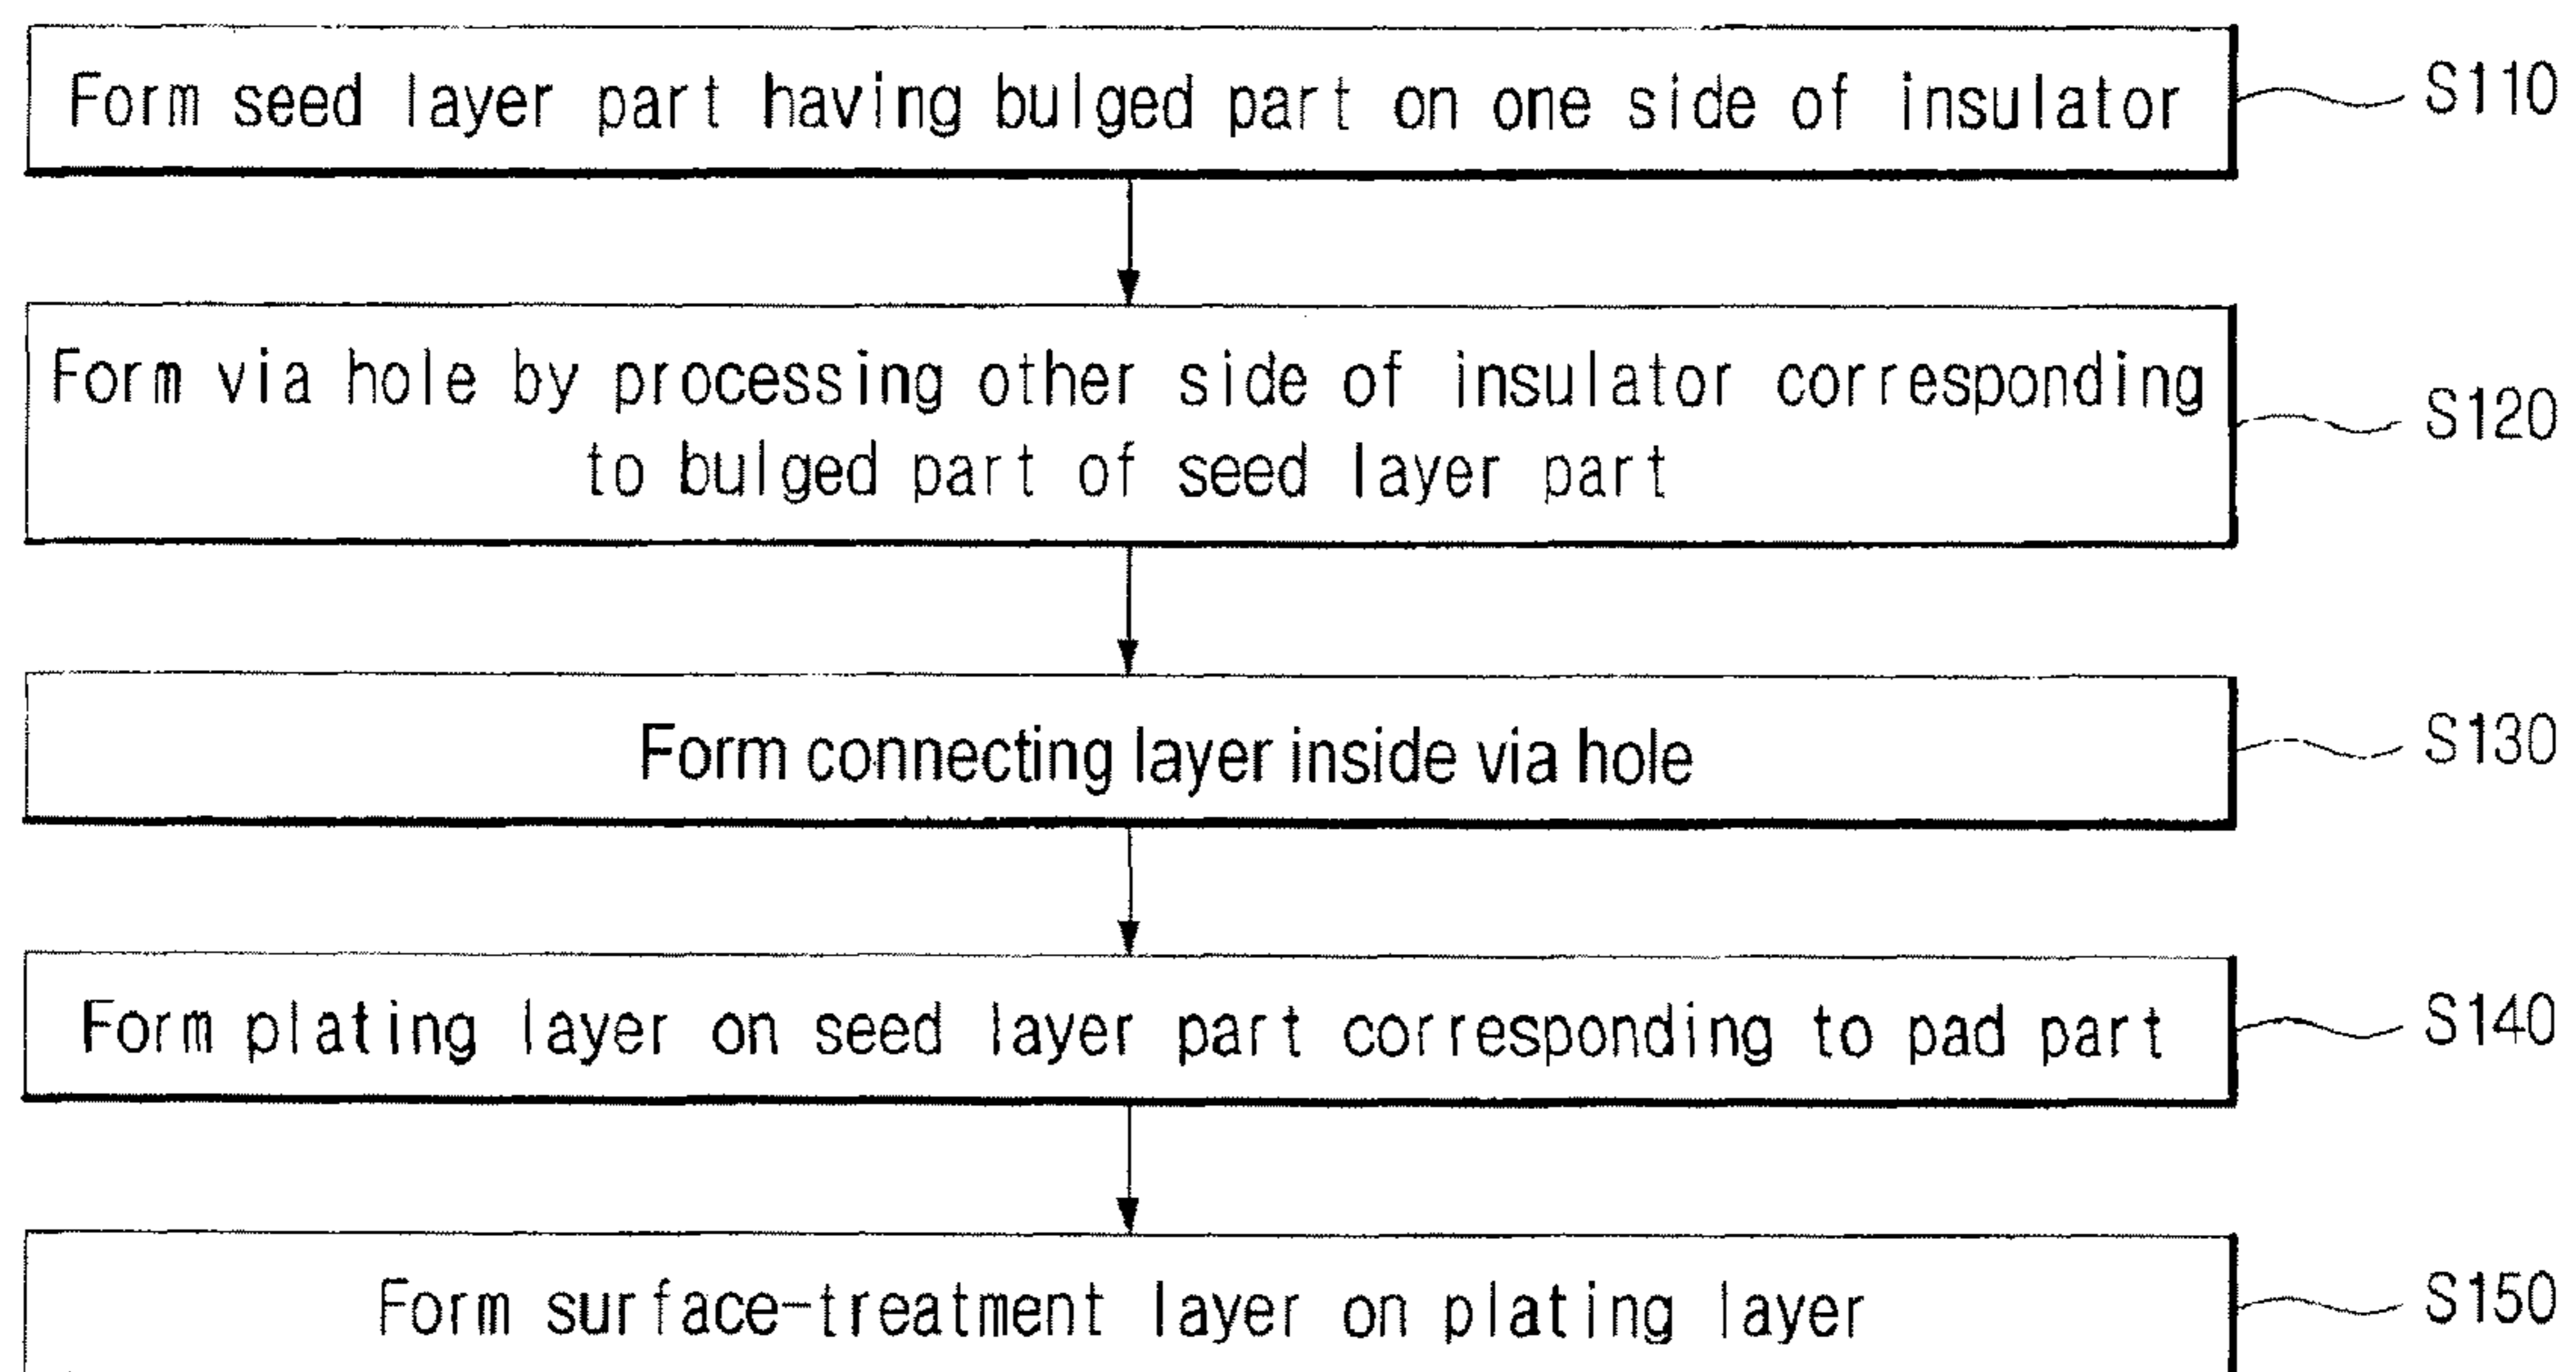 Form seed layer part having bulged part on one side of insulator
S110
Form via hole by processing other side of insulator corresponding
to bulged part of seed layer part
S120
Form connecting layer inside via hole
S130
Form plating layer on seed layer part corresponding to pad part
S140
Form surface-treatment layer on plating layer
S150